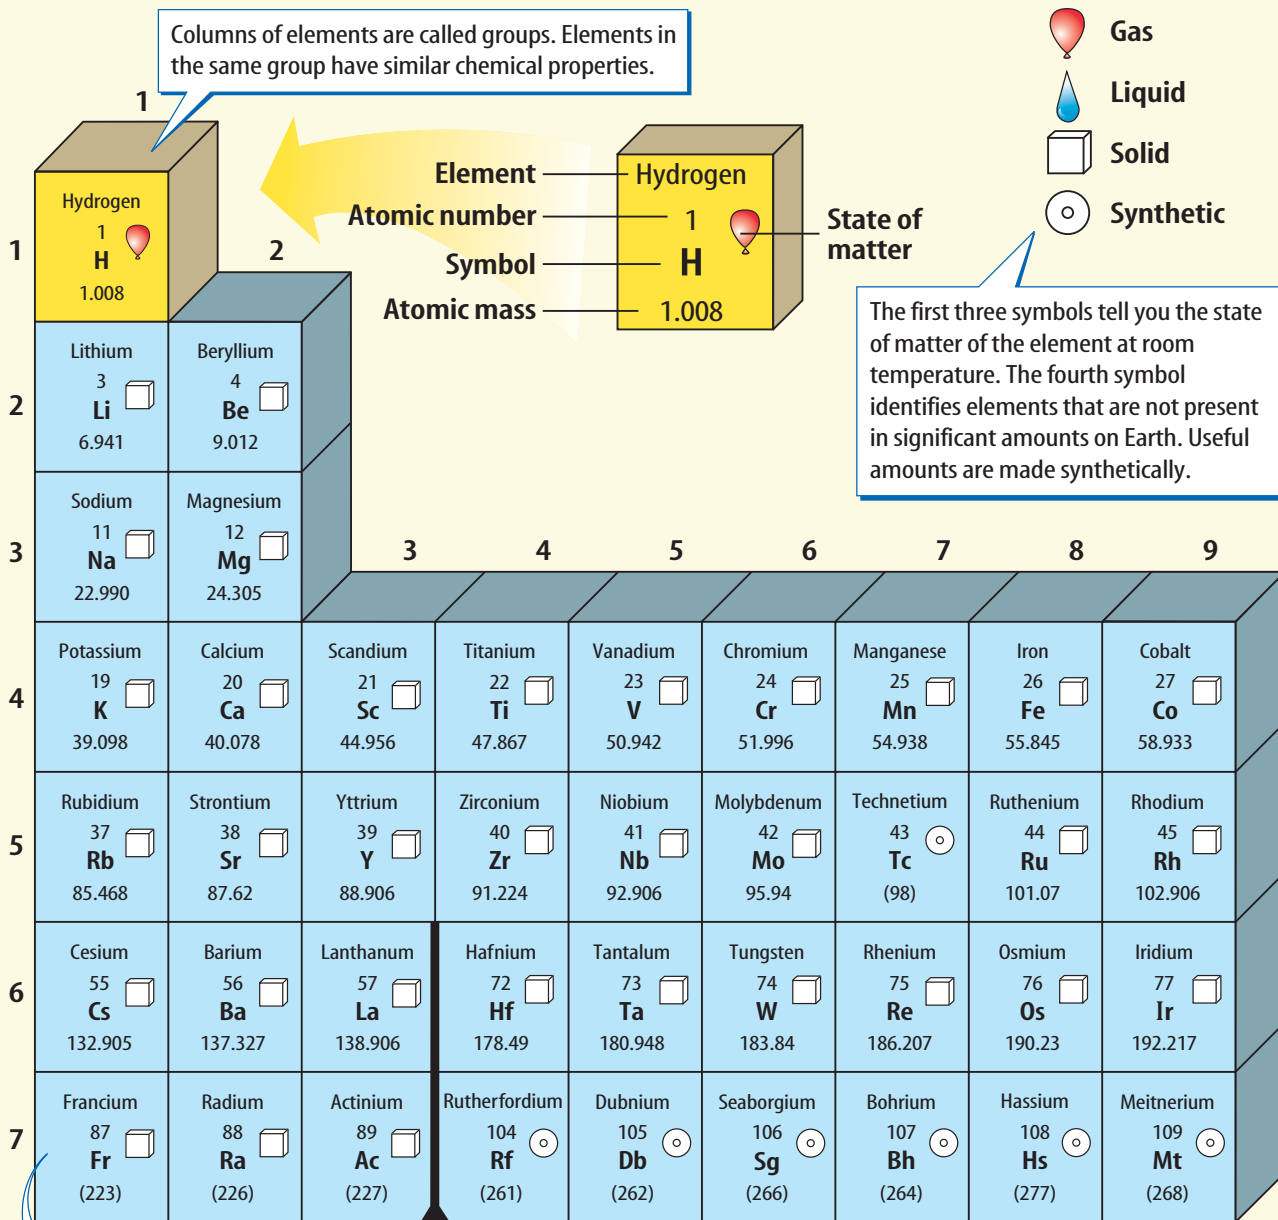 Columns of elements are called groups. Elements in
the same group have similar chemical properties.
Gas
Liquid
Solid
Synthetic
The first three symbols tell you the state
of matter of the element at room
temperature. The fourth symbol
identifies elements that are not present
in significant amounts on Earth. Useful
amounts are made synthetically.
Element
Atomic number
Symbol
Atomic mass
Hydrogen
1
H
1.008
State of
matter
1
2
3
4
5
6
7
8
9
1
Hydrogen
1
H
1.008
2
Lithium
3
Li
6.941
Beryllium
4
Be
9.012
3
Sodium
11
Na
22.990
Magnesium
12
Mg
24.305
4
Potassium
19
K
39.098
Calcium
20
Ca
40.078
Scandium
21
Sc
44.956
Titanium
22
Ti
47.867
Vanadium
23
V
50.942
Chromium
24
Cr
51.996
Manganese
25
Mn
54.938
Iron
26
Fe
55.845
Cobalt
27
Co
58.933
5
Rubidium
37
Rb
85.468
Strontium
38
Sr
87.62
Yttrium
39
Y
88.906
Zirconium
40
Zr
91.224
Niobium
41
Nb
92.906
Molybdenum
42
Mo
95.94
Technetium
43
Tc
(98)
Ruthenium
44
Ru
101.07
Rhodium
45
Rh
102.906
6
Cesium
55
Cs
132.905
Barium
56
Ba
137.327
Lanthanum
57
La
138.906
Hafnium
72
Hf
178.49
Tantalum
73
Ta
180.948
Tungsten
74
W
183.84
Rhenium
75
Re
186.207
Osmium
76
Os
190.23
Iridium
77
Ir
192.217
7
Francium
87
Fr
(223)
Radium
88
Ra
(226)
Actinium
89
Ac
(227)
Rutherfordium
104
Rf
(261)
Dubnium
105
Db
(262)
Seaborgium
106
Sg
(266)
Bohrium
107
Bh
(264)
Hassium
108
Hs
(277)
Meitnerium
109
Mt
(268)